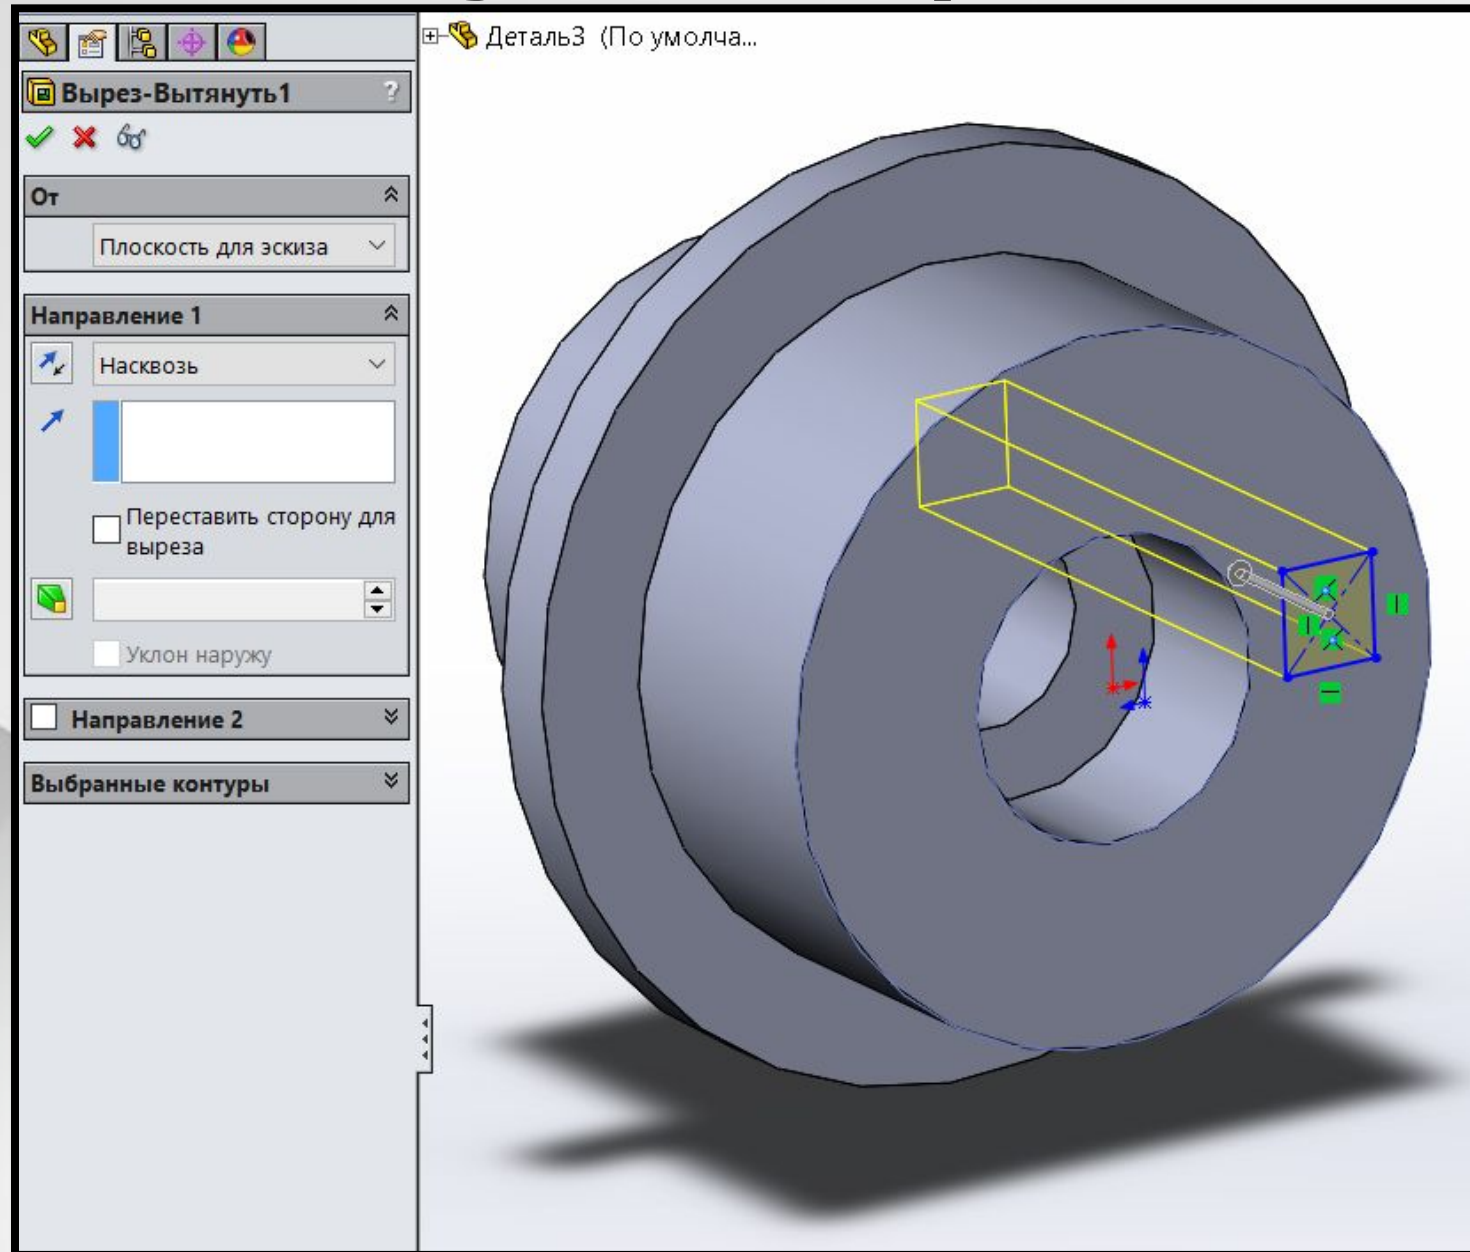 Деталь3 (По умолча...
Вырез-Вытянуть1 ?
От
Плоскость для эскиза
Направление 1
Насквозь
Переставить сторону для
выреза
Уклон наружу
Направление 2
Выбранные контуры